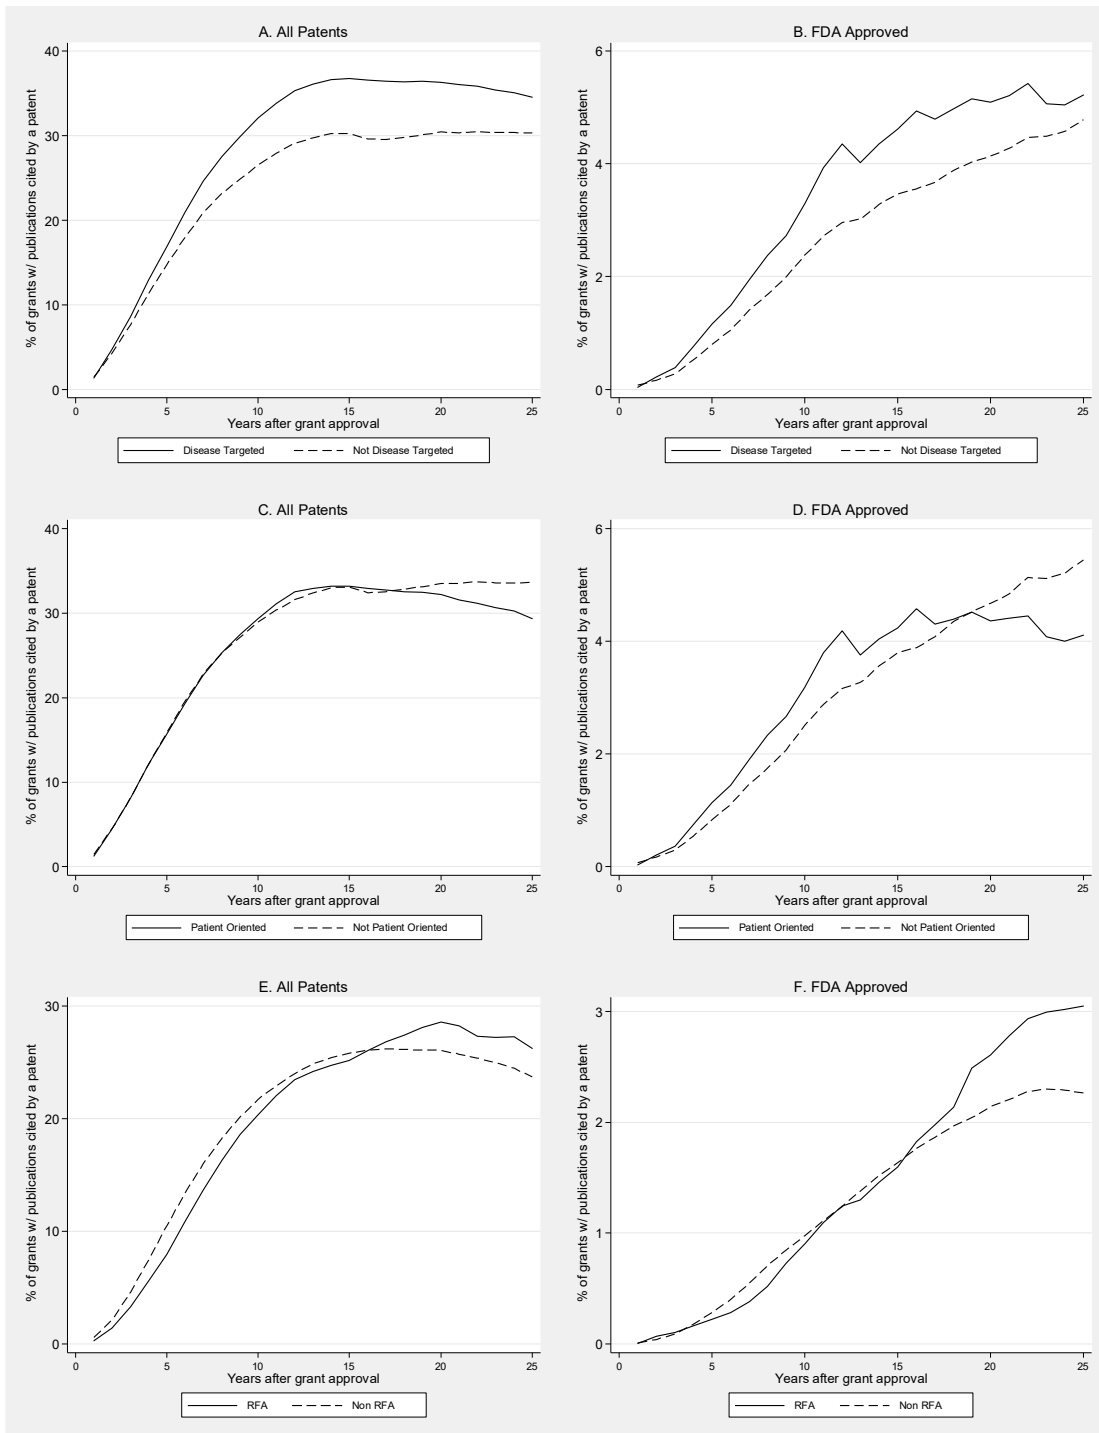 A. All Patents
% of grants w/ publications cited by a patent
40
30
20
10
0
0 5 10 15 20 25
Years after grant approval
Disease Targeted Not Disease Targeted
B. FDA Approved
% of grants w/ publications cited by a patent
6
4
2
0
0 5 10 15 20 25
Years after grant approval
Disease Targeted Not Disease Targeted
C. All Patents
% of grants w/ publications cited by a patent
40
30
20
10
0
0 5 10 15 20 25
Years after grant approval
Patient Oriented Not Patient Oriented
D. FDA Approved
% of grants w/ publications cited by a patent
6
4
2
0
0 5 10 15 20 25
Years after grant approval
Patient Oriented Not Patient Oriented
E. All Patents
% of grants w/ publications cited by a patent
30
20
10
0
0 5 10 15 20 25
Years after grant approval
RFA Non RFA
F. FDA Approved
% of grants w/ publications cited by a patent
3
2
1
0
0 5 10 15 20 25
Years after grant approval
RFA Non RFA